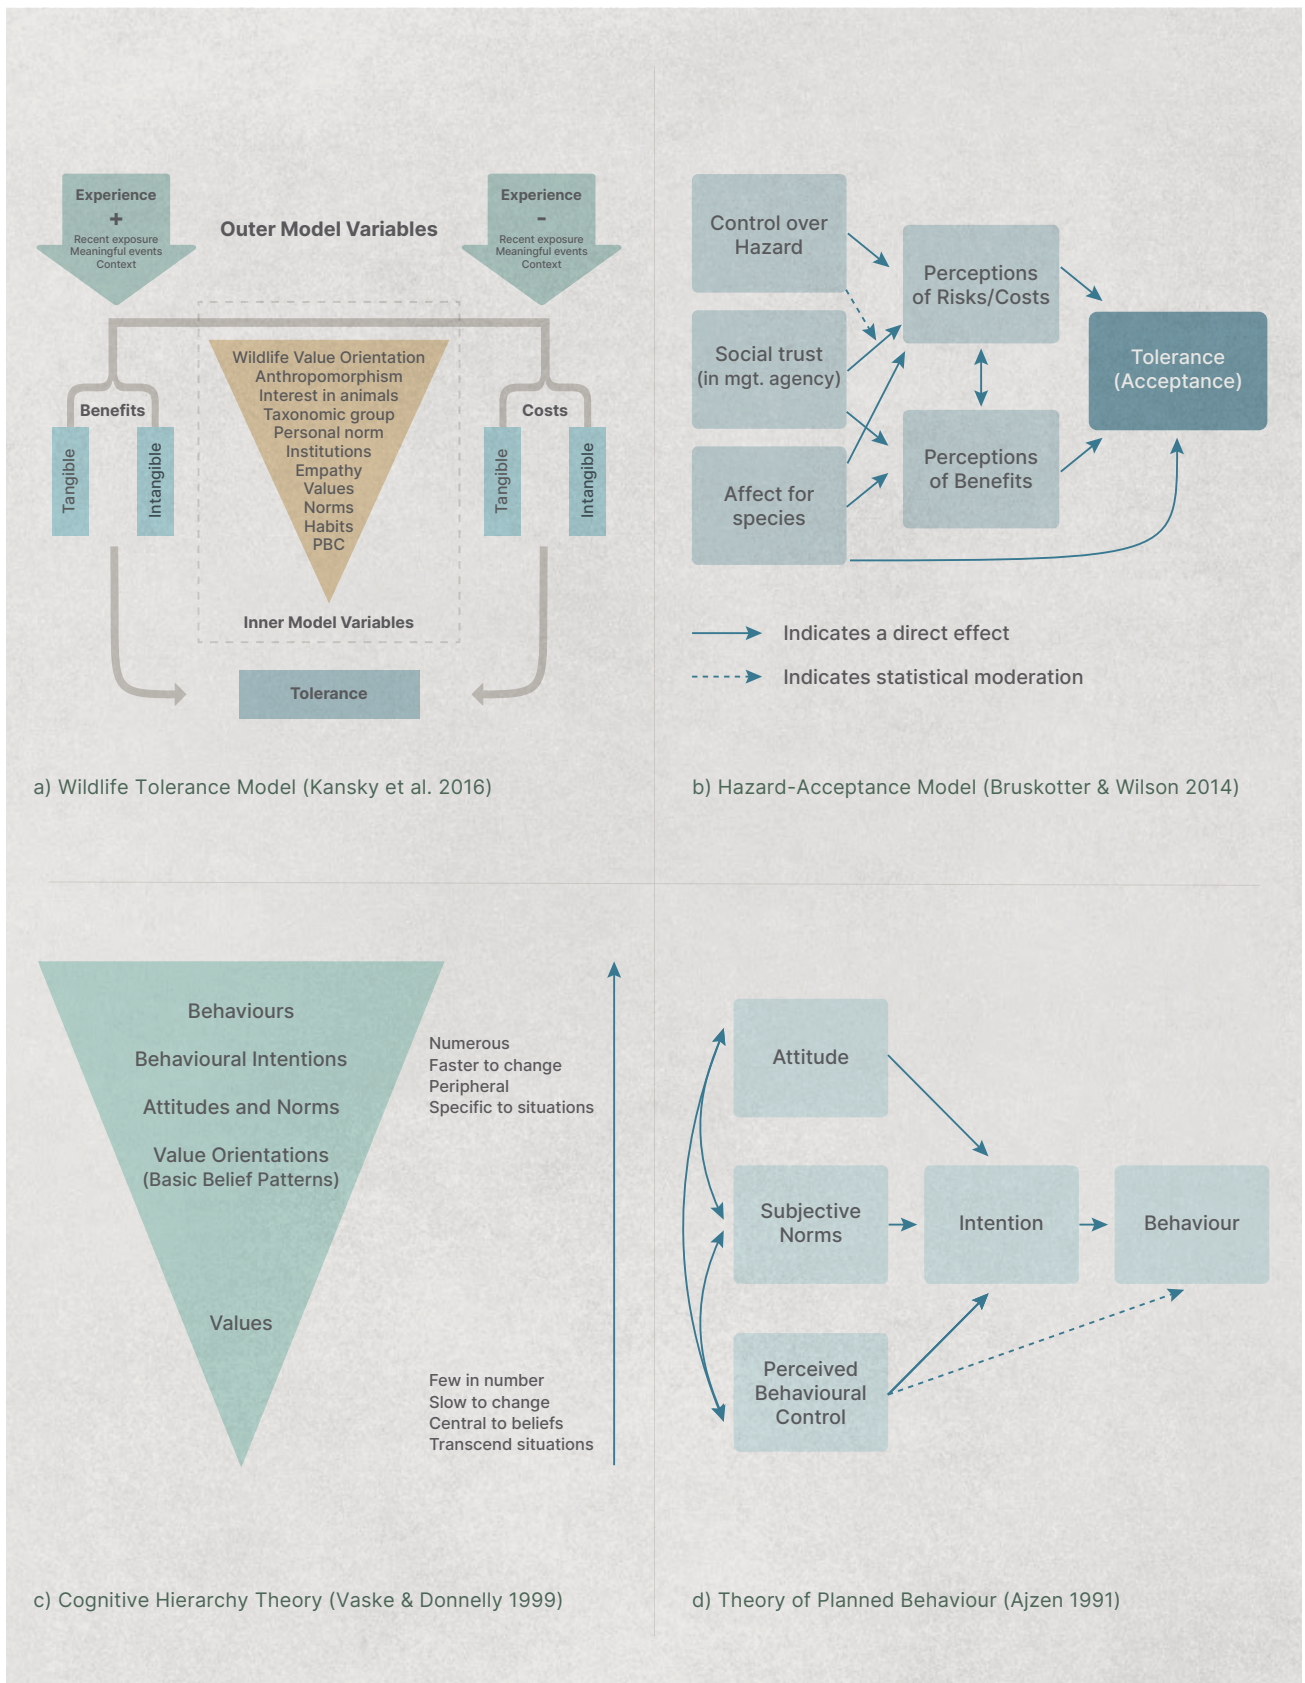 Experience
+
Recent exposure
Meaningful events
Context
Outer Model Variables
Experience
-
Recent exposure
Meaningful events
Context
Wildlife Value Orientation
Anthropomorphism
Interest in animals
Taxonomic group
Personal norm
Institutions
Empathy
Values
Norms
Habits
PBC
Benefits
Tangible
Intangible
Costs
Tangible
Intangible
Inner Model Variables
Tolerance
a) Wildlife Tolerance Model (Kansky et al. 2016)
Control over
Hazard
Social trust
(in mgt. agency)
Affect for
species
Perceptions
of Risks/Costs
Perceptions
of Benefits
Tolerance
(Acceptance)
Indicates a direct effect
Indicates statistical moderation
b) Hazard-Acceptance Model (Bruskotter & Wilson 2014)
Behaviours
Behavioural Intentions
Attitudes and Norms
Value Orientations
(Basic Belief Patterns)
Values
Numerous
Faster to change
Peripheral
Specific to situations
Few in number
Slow to change
Central to beliefs
Transcend situations
c) Cognitive Hierarchy Theory (Vaske & Donnelly 1999)
Attitude
Subjective
Norms
Perceived
Behavioural
Control
Intention
Behaviour
d) Theory of Planned Behaviour (Ajzen 1991)